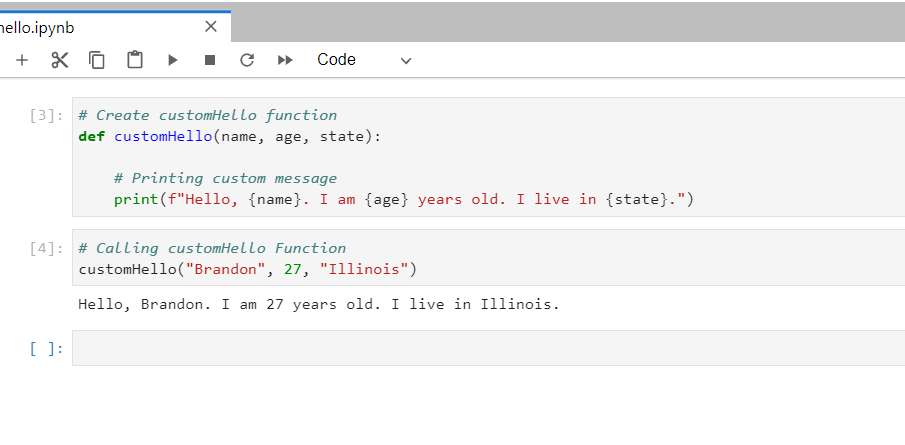 hello.ipynb
Code
[3]: # Create customHello function
def customHello(name, age, state):
# Printing custom message
print(f"Hello, {name}. I am {age} years old. I live in {state}.")
[4]: # Calling customHello Function
customHello("Brandon", 27, "Illinois")
Hello, Brandon. I am 27 years old. I live in Illinois.
[ ]: